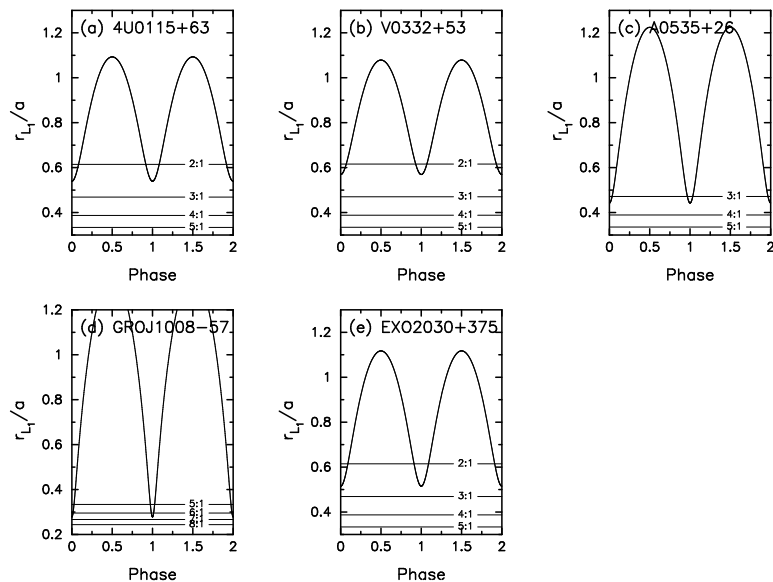 (a) 4U0115+63
1.2
1
0.8
0.6
0.4
r_L1/a
2:1
3:1
4:1
5:1
0 0.5 1 1.5 2
Phase
(b) V0332+53
1.2
1
0.8
0.6
0.4
r_L1/a
2:1
3:1
4:1
5:1
0 0.5 1 1.5 2
Phase
(c) A0535+26
1.2
1
0.8
0.6
0.4
r_L1/a
3:1
4:1
5:1
0 0.5 1 1.5 2
Phase
(d) GROJ1008−57
1.2
1
0.8
0.6
0.4
0.2
r_L1/a
5:1
6:1
7:1
8:1
0 0.5 1 1.5 2
Phase
(e) EXO2030+375
1.2
1
0.8
0.6
0.4
r_L1/a
2:1
3:1
4:1
5:1
0 0.5 1 1.5 2
Phase